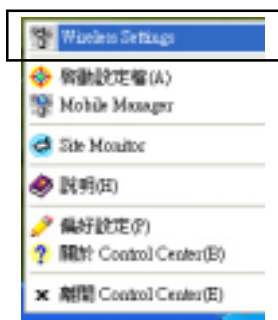 Wireless Settings
啓動設定檔(A)
Mobile Manager
Site Monitor
說明(H)
偏好設定(P)
關於 Control Center(B)
離開 Control Center(E)